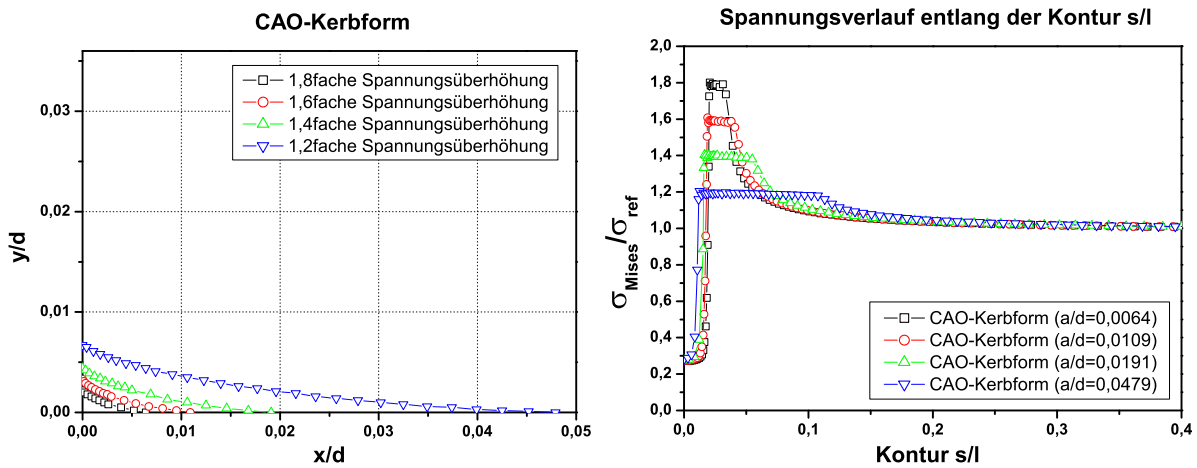 CAO-Kerbform
1,8fache Spannungsüberhöhung
1,6fache Spannungsüberhöhung
1,4fache Spannungsüberhöhung
1,2fache Spannungsüberhöhung
y/d
0,03
0,02
0,01
0,00
0,00 0,01 0,02 0,03 0,04 0,05
x/d
Spannungsverlauf entlang der Kontur s/l
σMises/σref
2,0
1,8
1,6
1,4
1,2
1,0
0,8
0,6
0,4
0,2
0,0
CAO-Kerbform (a/d=0,0064)
CAO-Kerbform (a/d=0,0109)
CAO-Kerbform (a/d=0,0191)
CAO-Kerbform (a/d=0,0479)
0,0 0,1 0,2 0,3 0,4
Kontur s/l